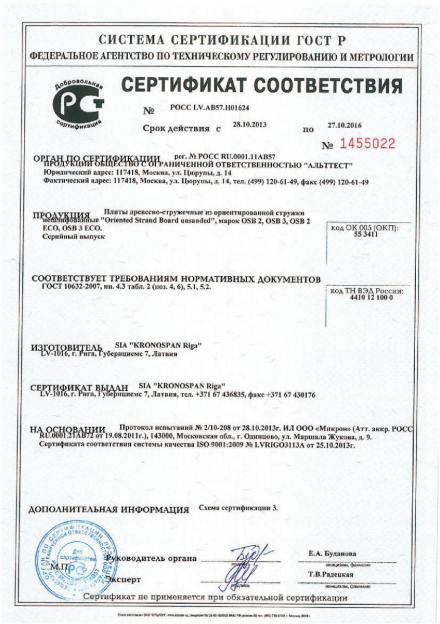 СИСТЕМА СЕРТИФИКАЦИИ ГОСТ Р
ФЕДЕРАЛЬНОЕ АГЕНТСТВО ПО ТЕХНИЧЕСКОМУ РЕГУЛИРОВАНИЮ И МЕТРОЛОГИИ
Добровольная
сертификация
СЕРТИФИКАТ СООТВЕТСТВИЯ
№ РОСС LV.АВ57.Н01624
Срок действия с 28.10.2013 по 27.10.2016
№ 1455022
ОРГАН ПО СЕРТИФИКАЦИИ рег. № РОСС RU.0001.11АВ57
ПРОДУКЦИИ ОБЩЕСТВО С ОГРАНИЧЕННОЙ ОТВЕТСТВЕННОСТЬЮ "АЛЬТТЕСТ"
Юридический адрес: 117418, Москва, ул. Цюрупы, д. 14
Фактический адрес: 117418, Москва, ул. Цюрупы, д. 14, тел. (499) 120-61-49, факс (499) 120-61-49
ПРОДУКЦИЯ Плиты древесно-стружечные из ориентированной стружки
нешлифованные "Oriented Strand Board unsanded", марок OSB 2, OSB 3, OSB 2
ECO, OSB 3 ECO.
Серийный выпуск
код ОК 005 (ОКП):
55 3411
СООТВЕТСТВУЕТ ТРЕБОВАНИЯМ НОРМАТИВНЫХ ДОКУМЕНТОВ
ГОСТ 10632-2007, пп. 4.3 табл. 2 (поз. 4, 6), 5.1, 5.2.
код ТН ВЭД России:
4410 12 100 0
ИЗГОТОВИТЕЛЬ SIA "KRONOSPAN Riga"
LV-1016, г. Рига, Губерниемс 7, Латвия
СЕРТИФИКАТ ВЫДАН SIA "KRONOSPAN Riga"
LV-1016, г. Рига, Губерниемс 7, Латвия, тел. +371 67 436835, факс +371 67 430176
НА ОСНОВАНИИ Протокол испытаний № 2/10-208 от 28.10.2013г. ИЛ ООО «Микрон» (Атт. аккр. РОСС
RU.0001.21АВ72 от 19.08.2011г.), 143000, Московская обл., г. Одинцово, ул. Маршала Жукова, д. 9.
Сертификата соответствия системы качества ISO 9001:2009 № LVRIGO3113A от 25.10.2013г.
ДОПОЛНИТЕЛЬНАЯ ИНФОРМАЦИЯ Схема сертификации 3.
М.П.
Руководитель органа
Е.А. Буданова
Эксперт
Т.В.Радецкая
Сертификат не применяется при обязательной сертификации